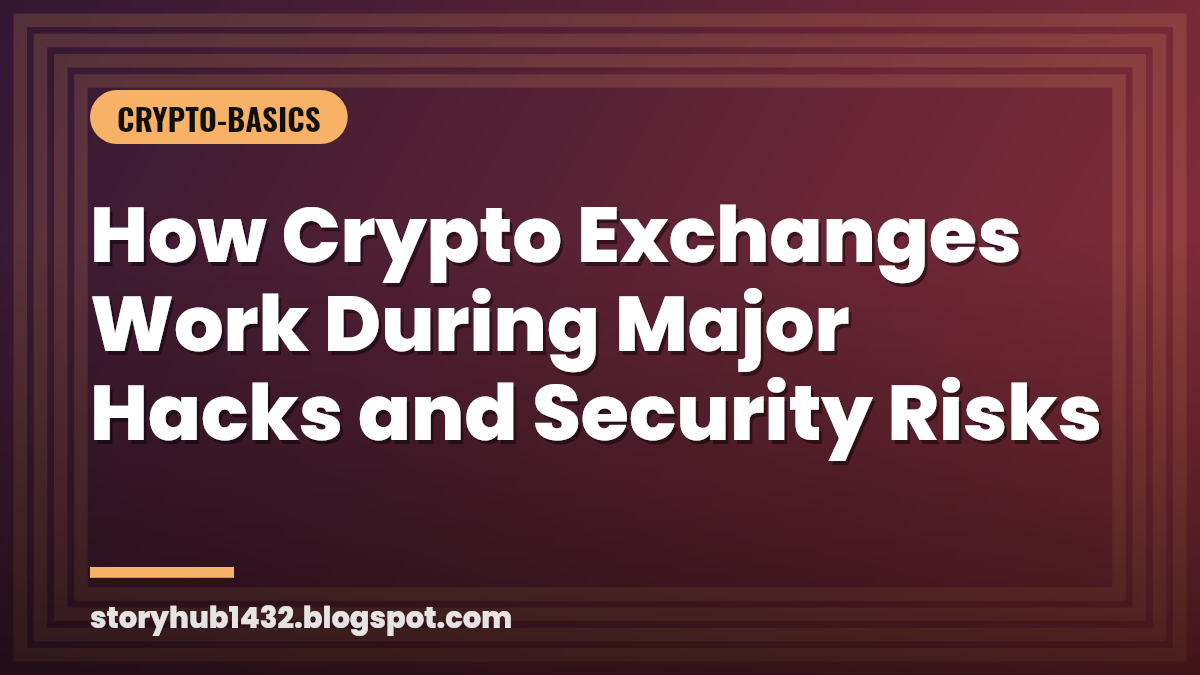 CRYPTO-BASICS
How Crypto Exchanges
Work During Major
Hacks and Security Risks
storyhub1432.blogspot.com